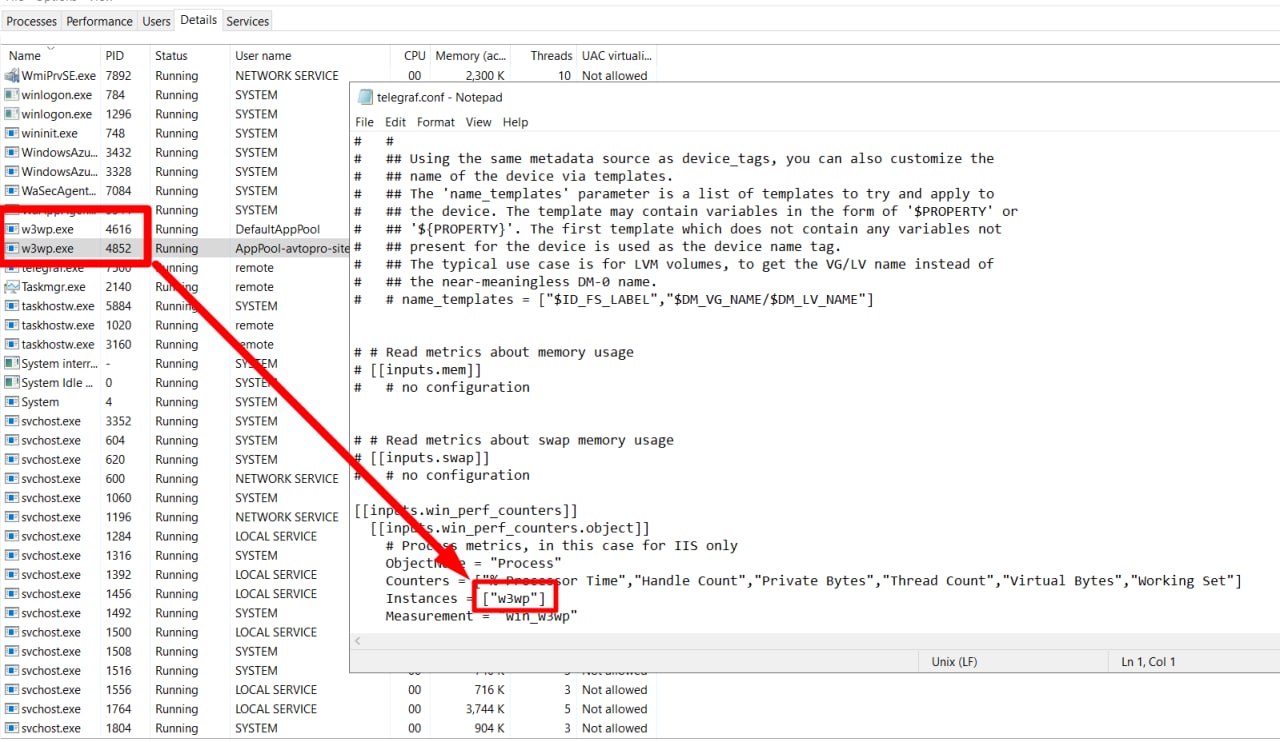 Processes Performance Users Details Services
Name PID Status User name CPU Memory (ac... Threads UAC virtuali...
WmiPrvSE.exe 7892 Running NETWORK SERVICE 00 2,300 K 10 Not allowed
winlogon.exe 784 Running SYSTEM
winlogon.exe 1296 Running SYSTEM
wininit.exe 748 Running SYSTEM
WindowsAzu... 3432 Running SYSTEM
WindowsAzu... 3328 Running SYSTEM
WaSecAgent... 7084 Running SYSTEM
Running SYSTEM
w3wp.exe 4616 Running DefaultAppPool
w3wp.exe 4852 Running AppPool-avtopro-site
telegraf.exe Running remote
Taskmgr.exe 2140 Running remote
taskhostw.exe 5884 Running SYSTEM
taskhostw.exe 1020 Running remote
taskhostw.exe 3160 Running remote
System interr... - Running SYSTEM
System Idle ... 0 Running SYSTEM
System 4 Running SYSTEM
svchost.exe 3352 Running SYSTEM
svchost.exe 604 Running SYSTEM
svchost.exe 620 Running SYSTEM
svchost.exe 600 Running NETWORK SERVICE
svchost.exe 1060 Running SYSTEM
svchost.exe 1196 Running NETWORK SERVICE
svchost.exe 1284 Running LOCAL SERVICE
svchost.exe 1316 Running SYSTEM
svchost.exe 1392 Running LOCAL SERVICE
svchost.exe 1456 Running LOCAL SERVICE
svchost.exe 1492 Running SYSTEM
svchost.exe 1500 Running LOCAL SERVICE
svchost.exe 1508 Running SYSTEM
svchost.exe 1516 Running SYSTEM Not allowed
svchost.exe 1556 Running LOCAL SERVICE 00 716 K 3 Not allowed
svchost.exe 1764 Running LOCAL SERVICE 00 3,744 K 5 Not allowed
svchost.exe 1804 Running SYSTEM 00 904 K 3 Not allowed
telegraf.conf - Notepad
File Edit Format View Help
# #
# ## Using the same metadata source as device_tags, you can also customize the
# ## name of the device via templates.
# ## The 'name_templates' parameter is a list of templates to try and apply to
# ## the device. The template may contain variables in the form of '$PROPERTY' or
# ## '${PROPERTY}'. The first template which does not contain any variables not
# ## present for the device is used as the device name tag.
# ## The typical use case is for LVM volumes, to get the VG/LV name instead of
# ## the near-meaningless DM-0 name.
# # name_templates = ["$ID_FS_LABEL","$DM_VG_NAME/$DM_LV_NAME"]
# # Read metrics about memory usage
# [[inputs.mem]]
# # no configuration
# # Read metrics about swap memory usage
# [[inputs.swap]]
# # no configuration
[[inputs.win_perf_counters]]
[[inputs.win_perf_counters.object]]
# Process metrics, in this case for IIS only
ObjectName = "Process"
Counters = ["% Processor Time","Handle Count","Private Bytes","Thread Count","Virtual Bytes","Working Set"]
Instances = ["w3wp"]
Measurement = "win_w3wp"
Unix (LF) Ln 1, Col 1